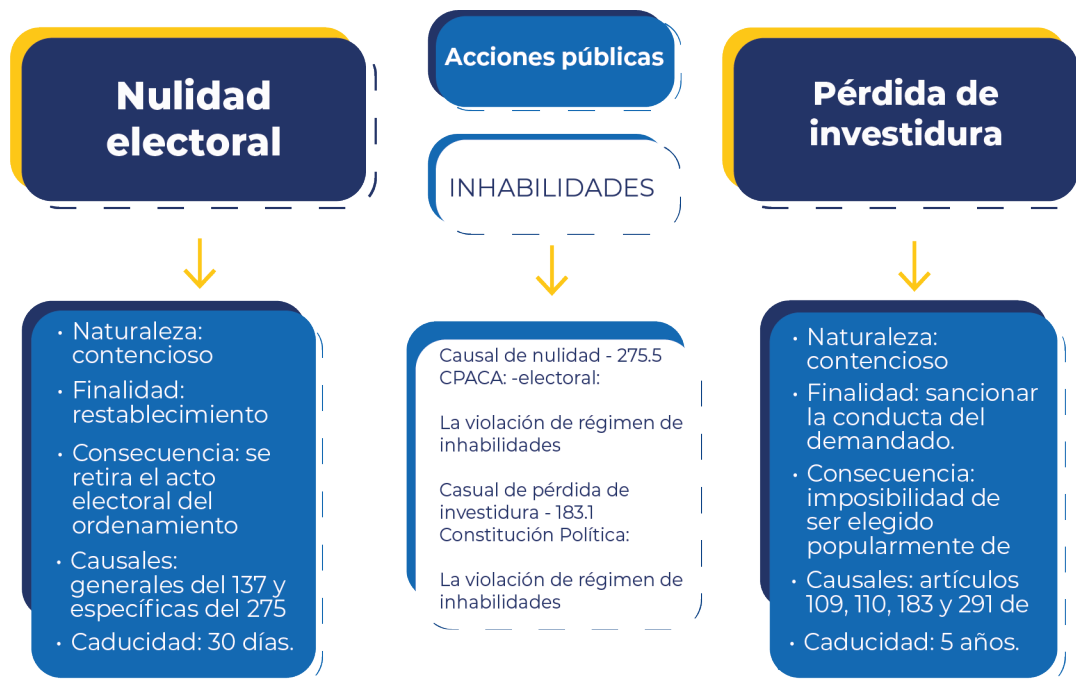 Nulidad
electoral
• Naturaleza:
contencioso
• Finalidad:
restablecimiento
• Consecuencia: se
retira el acto
electoral del
ordenamiento
• Causales:
generales del 137 y
específicas del 275
• Caducidad: 30 días.
Acciones públicas
INHABILIDADES
Causal de nulidad - 275.5
CPACA: -electoral:
La violación de régimen de
inhabilidades
Casual de pérdida de
investidura - 183.1
Constitución Política:
La violación de régimen de
inhabilidades
Pérdida de
investidura
• Naturaleza:
contencioso
• Finalidad: sancionar
la conducta del
demandado.
• Consecuencia:
imposibilidad de
ser elegido
popularmente de
• Causales: artículos
109, 110, 183 y 291 de
• Caducidad: 5 años.